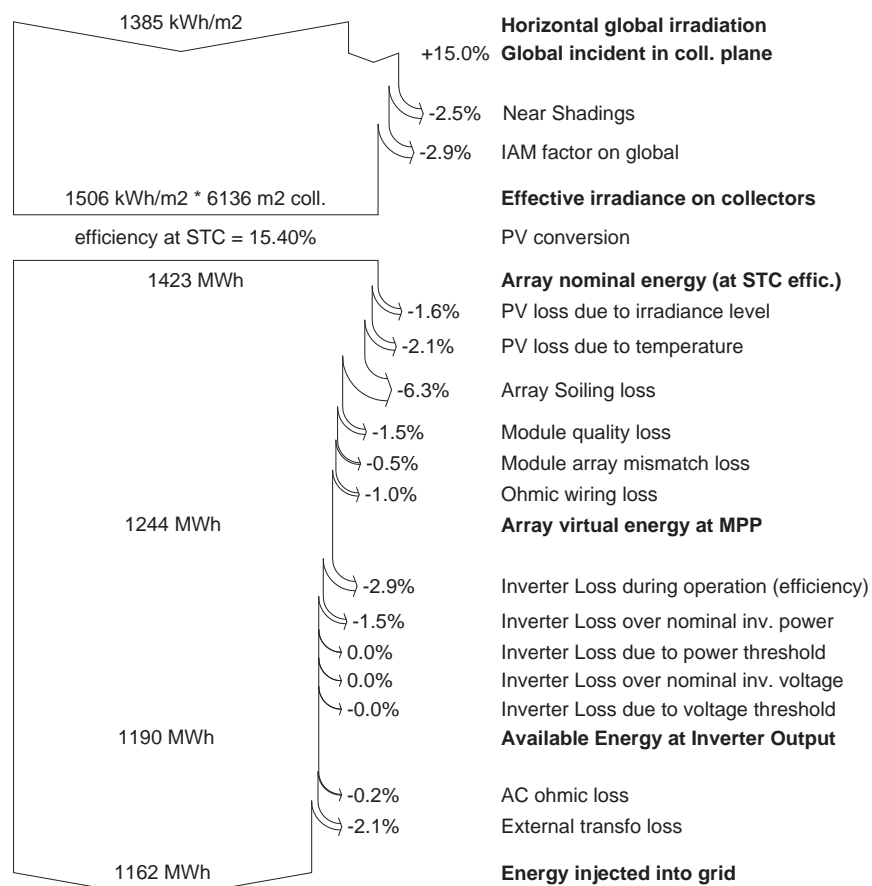 1385 kWh/m2 Horizontal global irradiation
+15.0% Global incident in coll. plane
-2.5% Near Shadings
-2.9% IAM factor on global
1506 kWh/m2 * 6136 m2 coll. Effective irradiance on collectors
efficiency at STC = 15.40% PV conversion
1423 MWh Array nominal energy (at STC effic.)
-1.6% PV loss due to irradiance level
-2.1% PV loss due to temperature
-6.3% Array Soiling loss
-1.5% Module quality loss
-0.5% Module array mismatch loss
-1.0% Ohmic wiring loss
1244 MWh Array virtual energy at MPP
-2.9% Inverter Loss during operation (efficiency)
-1.5% Inverter Loss over nominal inv. power
0.0% Inverter Loss due to power threshold
0.0% Inverter Loss over nominal inv. voltage
-0.0% Inverter Loss due to voltage threshold
1190 MWh Available Energy at Inverter Output
-0.2% AC ohmic loss
-2.1% External transfo loss
1162 MWh Energy injected into grid